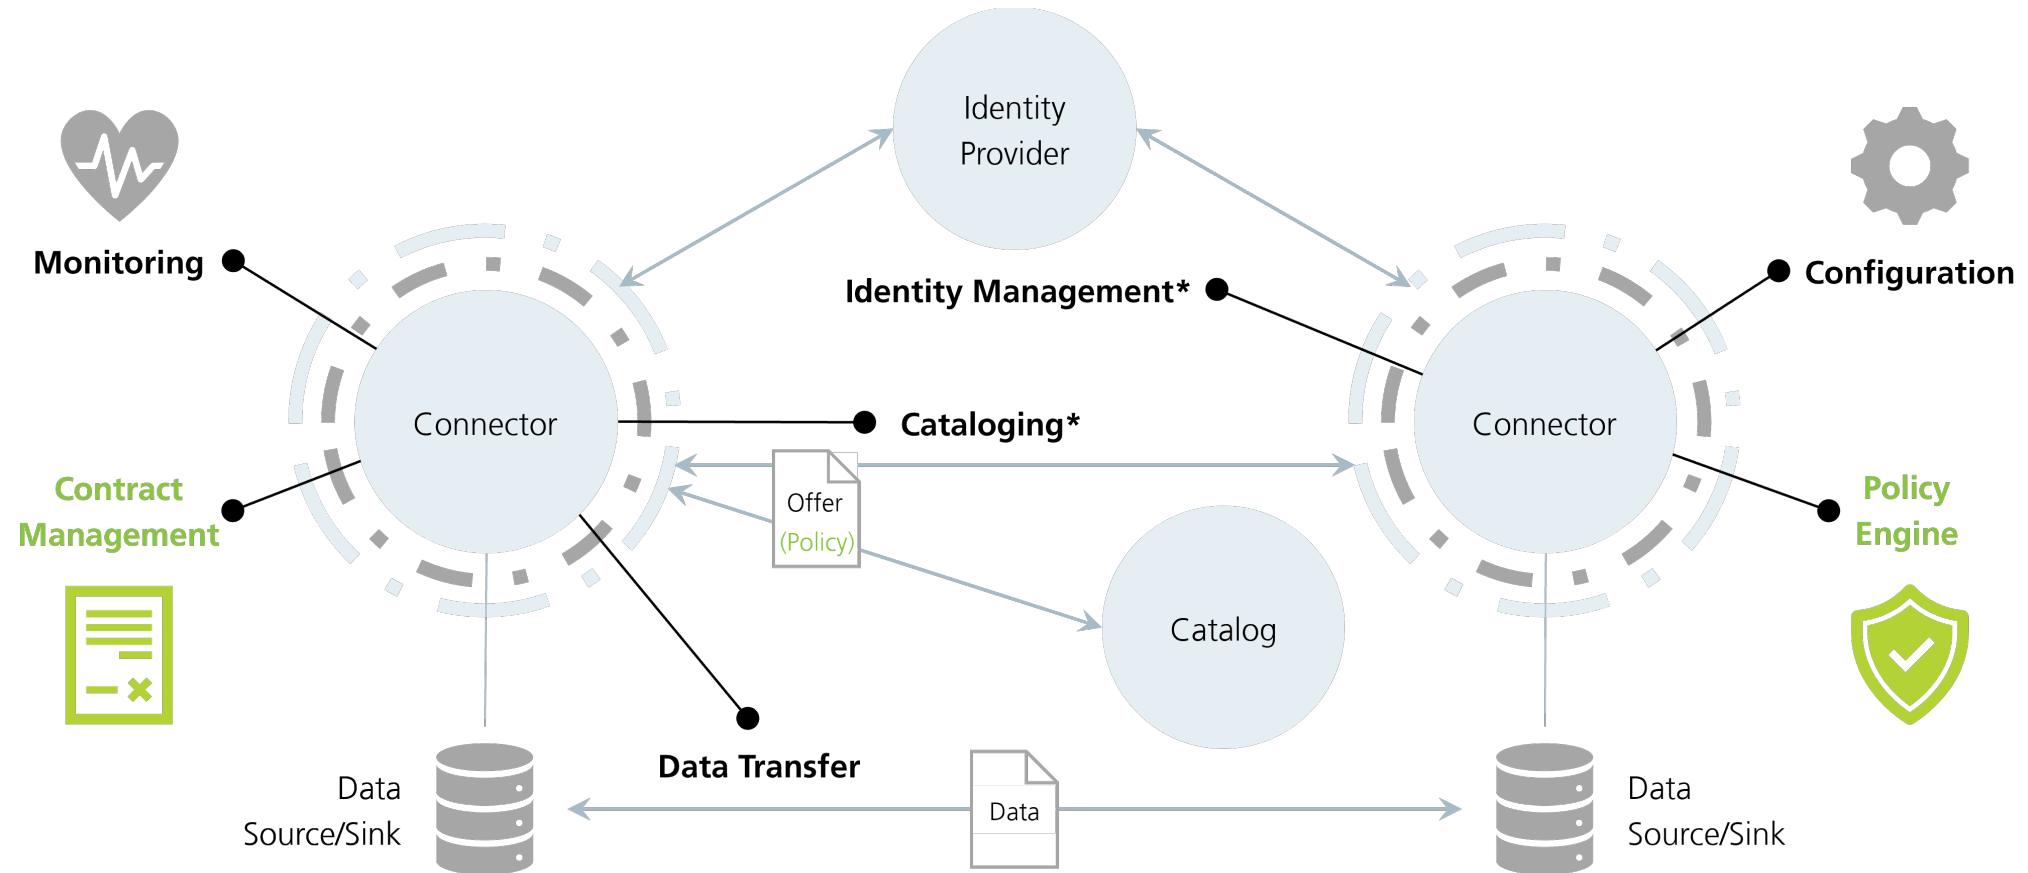 Identity
Provider
Monitoring
Configuration
Identity Management*
Connector
Cataloging*
Connector
Contract
Management
Offer
(Policy)
Policy
Engine
Catalog
Data Transfer
Data
Source/Sink
Data
Data
Source/Sink